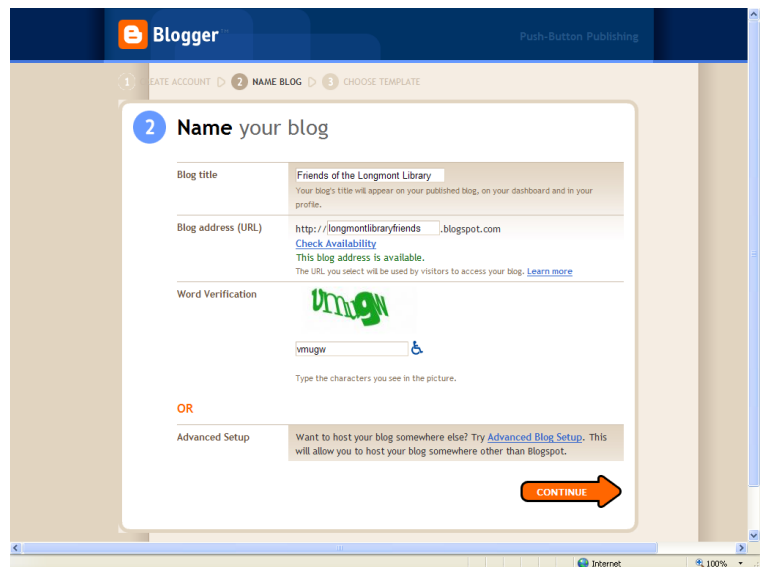 Blogger™
Push-Button Publishing
1 EATE ACCOUNT 2 NAME BLOG 3 CHOOSE TEMPLATE
2 Name your blog
Blog title
Friends of the Longmont Library
Your blog's title will appear on your published blog, on your dashboard and in your
profile.
Blog address (URL)
http:// longmontlibraryfriends .blogspot.com
Check Availability
This blog address is available.
The URL you select will be used by visitors to access your blog. Learn more
Word Verification
vmugw
vmugw
Type the characters you see in the picture.
OR
Advanced Setup
Want to host your blog somewhere else? Try Advanced Blog Setup. This
will allow you to host your blog somewhere other than Blogspot.
CONTINUE
Internet
100%